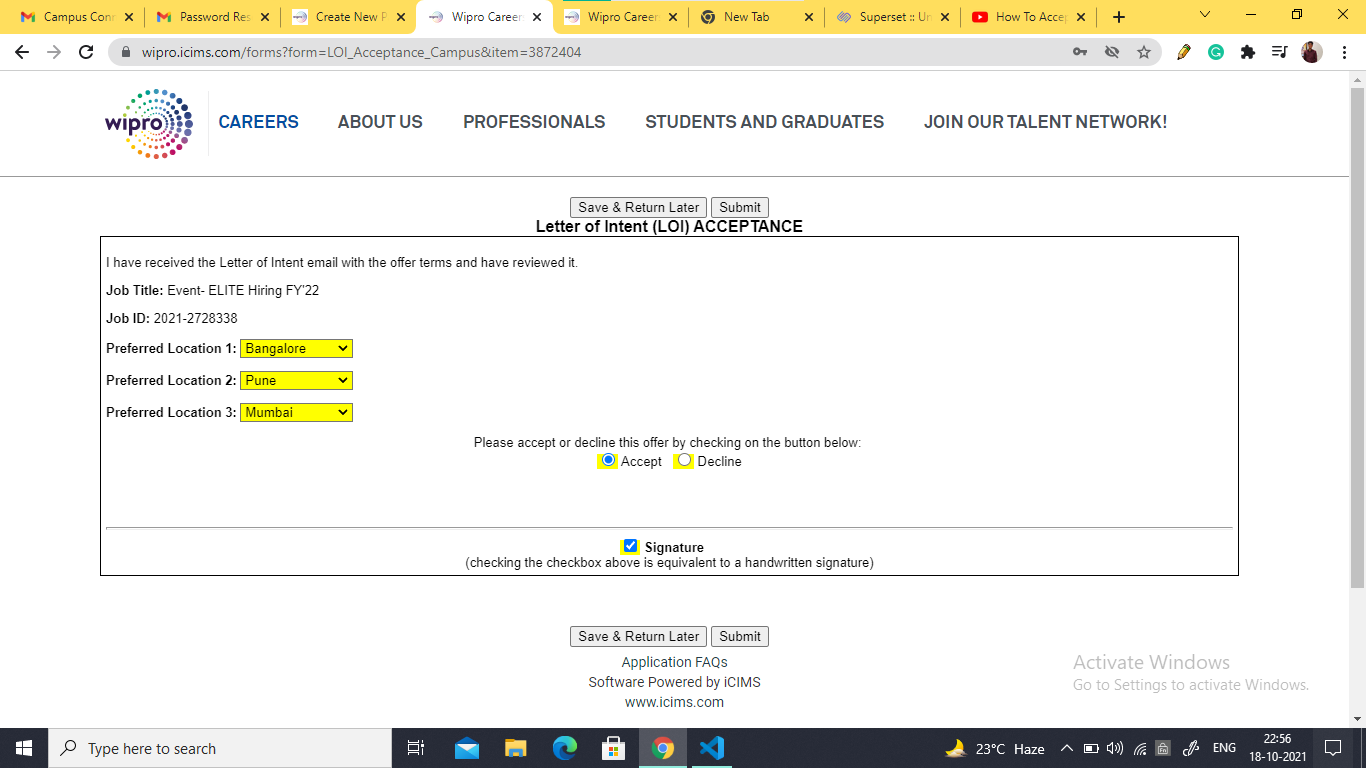 Campus Conn
Password Res
Create New P
Wipro Career
Wipro Career
New Tab
Superset :: Un
How To Accep
wipro.icims.com/forms?form=LOI_Acceptance_Campus&item=3872404
wipro
CAREERS
ABOUT US
PROFESSIONALS
STUDENTS AND GRADUATES
JOIN OUR TALENT NETWORK!
Save & Return Later Submit
Letter of Intent (LOI) ACCEPTANCE
I have received the Letter of Intent email with the offer terms and have reviewed it.
Job Title: Event- ELITE Hiring FY'22
Job ID: 2021-2728338
Preferred Location 1: Bangalore
Preferred Location 2: Pune
Preferred Location 3: Mumbai
Please accept or decline this offer by checking on the button below:
Accept Decline
Signature
(checking the checkbox above is equivalent to a handwritten signature)
Save & Return Later Submit
Application FAQs
Software Powered by iCIMS
www.icims.com
Activate Windows
Go to Settings to activate Windows.
Type here to search
23°C Haze
ENG
22:56
18-10-2021